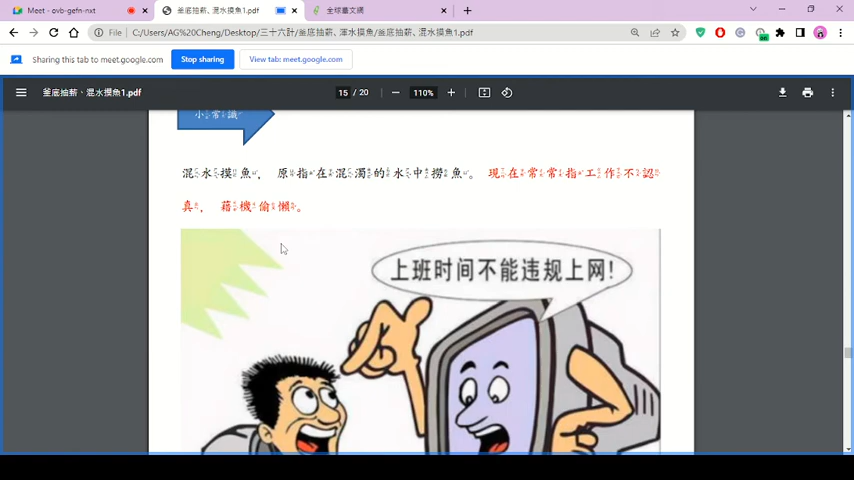 Meet - ovb-gefn-nxt
釜底抽薪、混水摸魚1.pdf
全球臺文網
File
C:/Users/AG%20Cheng/Desktop/三十六計/釜底抽薪、渾水摸魚/釜底抽薪、混水摸魚1.pdf
Sharing this tab to meet.google.com
Stop sharing
View tab: meet.google.com
釜底抽薪、混水摸魚1.pdf
15 / 20
110%
小常識
混水摸魚，原指在混濁的水中撈魚。現在常常指工作不認
真，藉機偷懶。
上班时间不能违规上网!